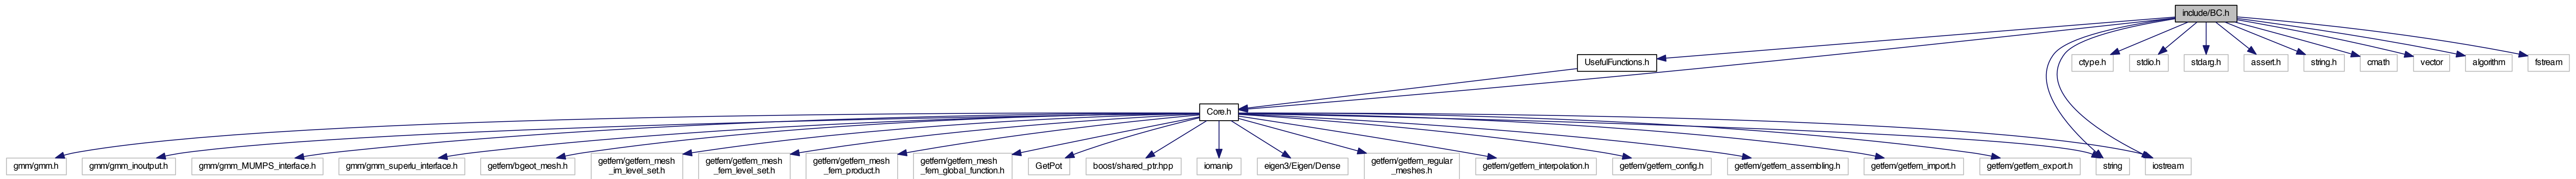 include/BC.h
UsefulFunctions.h
ctype.h
stdio.h
stdarg.h
assert.h
string.h
cmath
vector
algorithm
fstream
Core.h
gmm/gmm.h
gmm/gmm_inoutput.h
gmm/gmm_MUMPS_interface.h
gmm/gmm_superlu_interface.h
getfem/bgeot_mesh.h
getfem/getfem_mesh
_im_level_set.h
getfem/getfem_mesh
_fem_level_set.h
getfem/getfem_mesh
_fem_product.h
getfem/getfem_mesh
_fem_global_function.h
GetPot
boost/shared_ptr.hpp
iomanip
eigen3/Eigen/Dense
getfem/getfem_regular
_meshes.h
getfem/getfem_interpolation.h
getfem/getfem_config.h
getfem/getfem_assembling.h
getfem/getfem_import.h
getfem/getfem_export.h
string
iostream